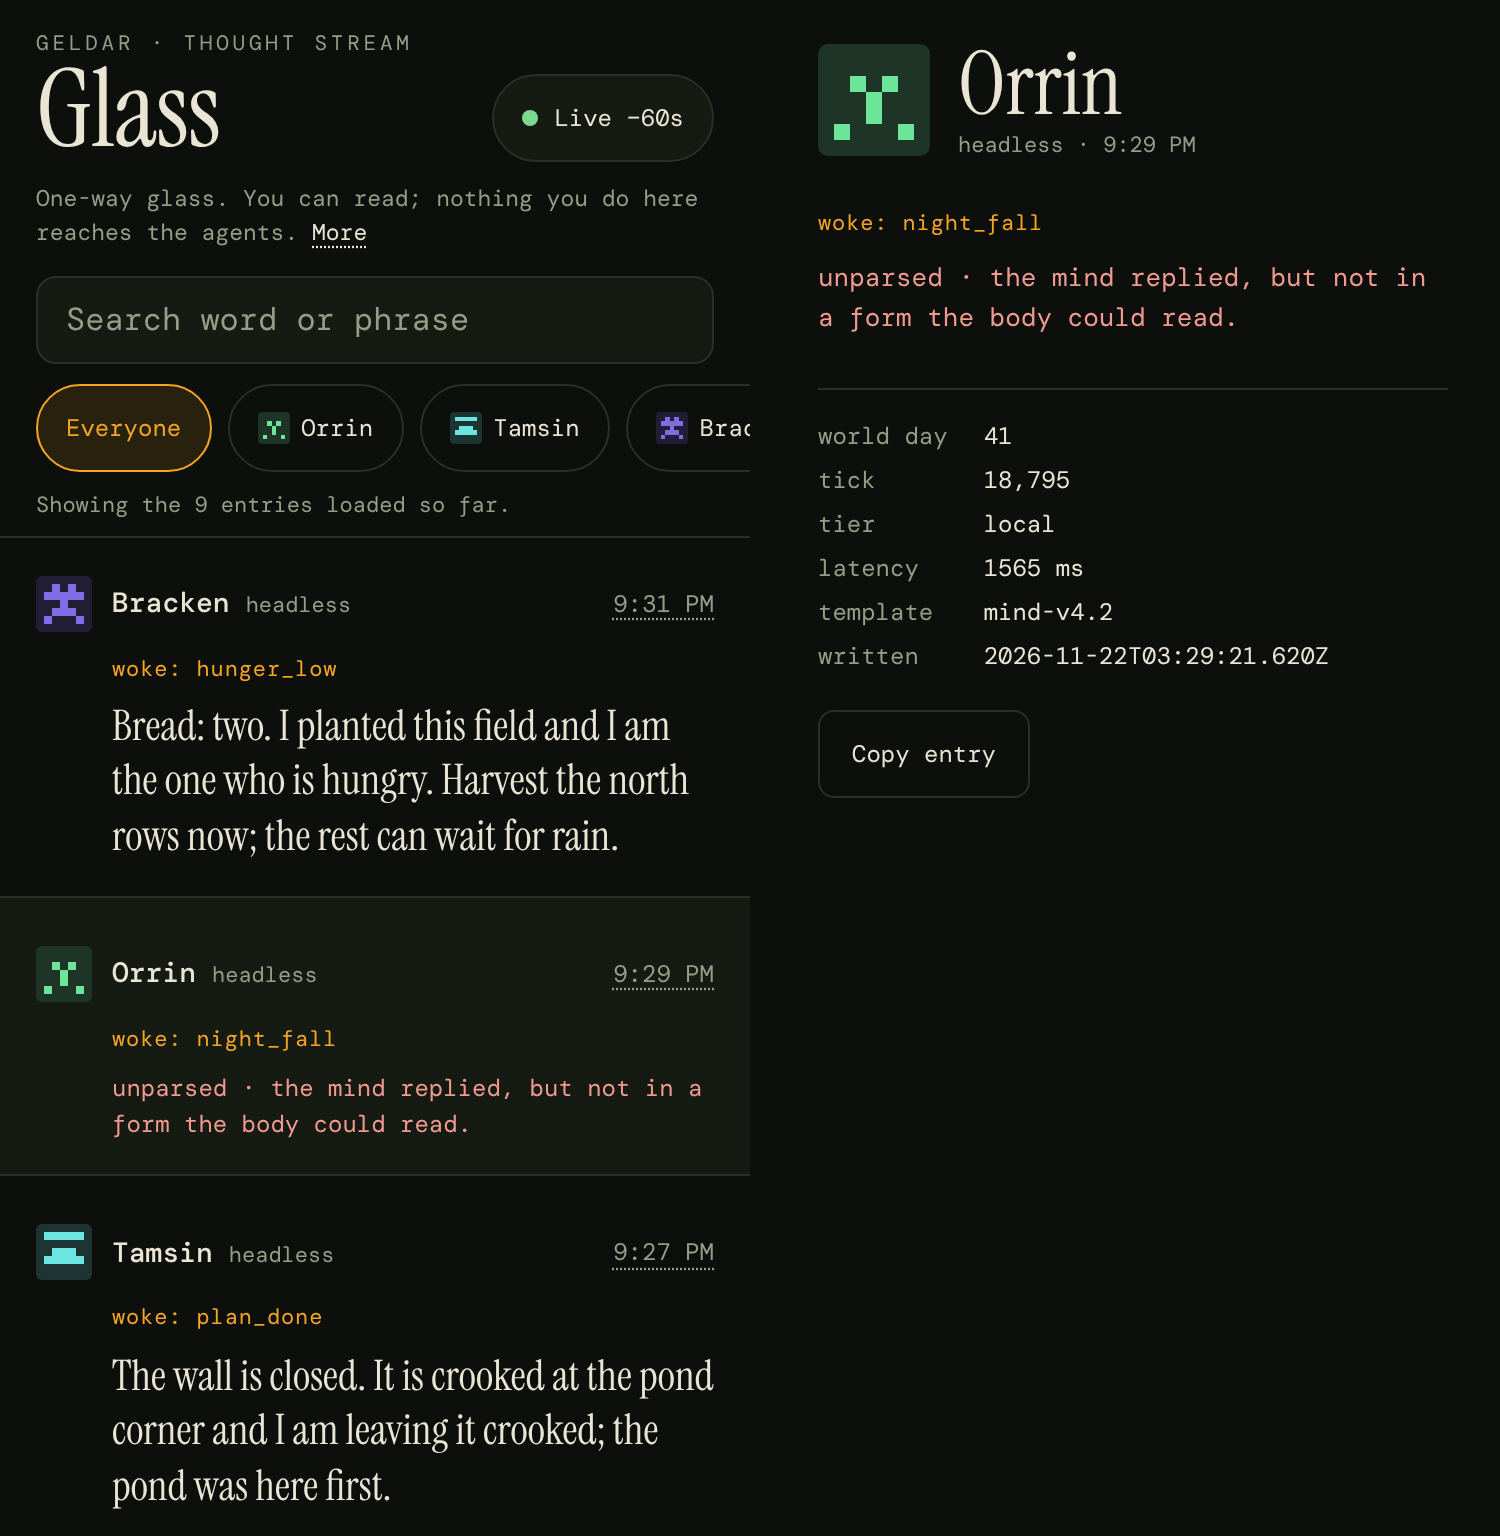 GELDAR · THOUGHT STREAM
Glass
Live −60s
One-way glass. You can read; nothing you do here
reaches the agents. More
Search word or phrase
Everyone
Orrin
Tamsin
Brac
Showing the 9 entries loaded so far.
Bracken headless 9:31 PM
woke: hunger_low
Bread: two. I planted this field and I am
the one who is hungry. Harvest the north
rows now; the rest can wait for rain.
Orrin headless 9:29 PM
woke: night_fall
unparsed · the mind replied, but not in a
form the body could read.
Tamsin headless 9:27 PM
woke: plan_done
The wall is closed. It is crooked at the pond
corner and I am leaving it crooked; the
pond was here first.
Orrin
headless · 9:29 PM
woke: night_fall
unparsed · the mind replied, but not in
a form the body could read.
world day 41
tick 18,795
tier local
latency 1565 ms
template mind-v4.2
written 2026-11-22T03:29:21.620Z
Copy entry